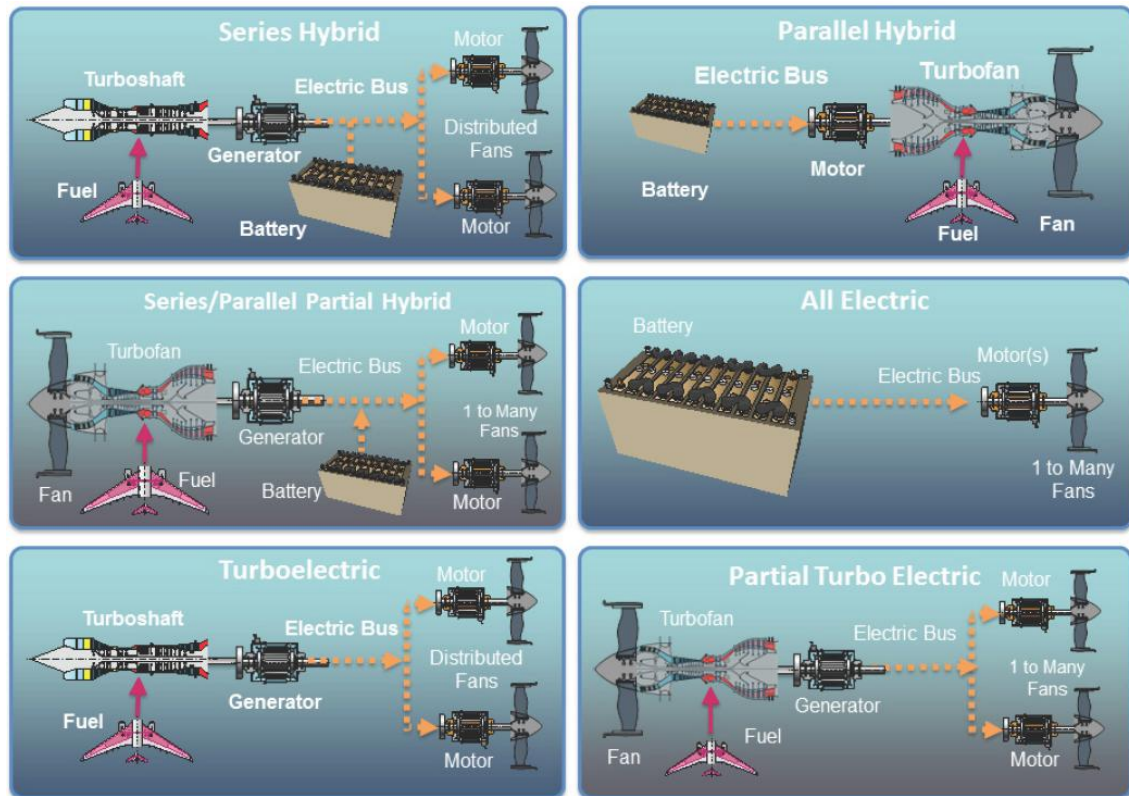 Series Hybrid
Motor
Turboshaft
Electric Bus
Distributed
Fans
Generator
Fuel
Battery
Motor
Parallel Hybrid
Electric Bus
Turbofan
Battery
Motor
Fuel
Fan
Series/Parallel Partial Hybrid
Motor
Turbofan
Electric Bus
1 to Many
Fans
Generator
Fan
Fuel
Battery
Motor
All Electric
Battery
Motor(s)
Electric Bus
1 to Many
Fans
Turboelectric
Motor
Turboshaft
Electric Bus
Distributed
Fans
Generator
Fuel
Motor
Partial Turbo Electric
Motor
Turbofan
Electric Bus
1 to Many
Fans
Generator
Fuel
Fan
Motor